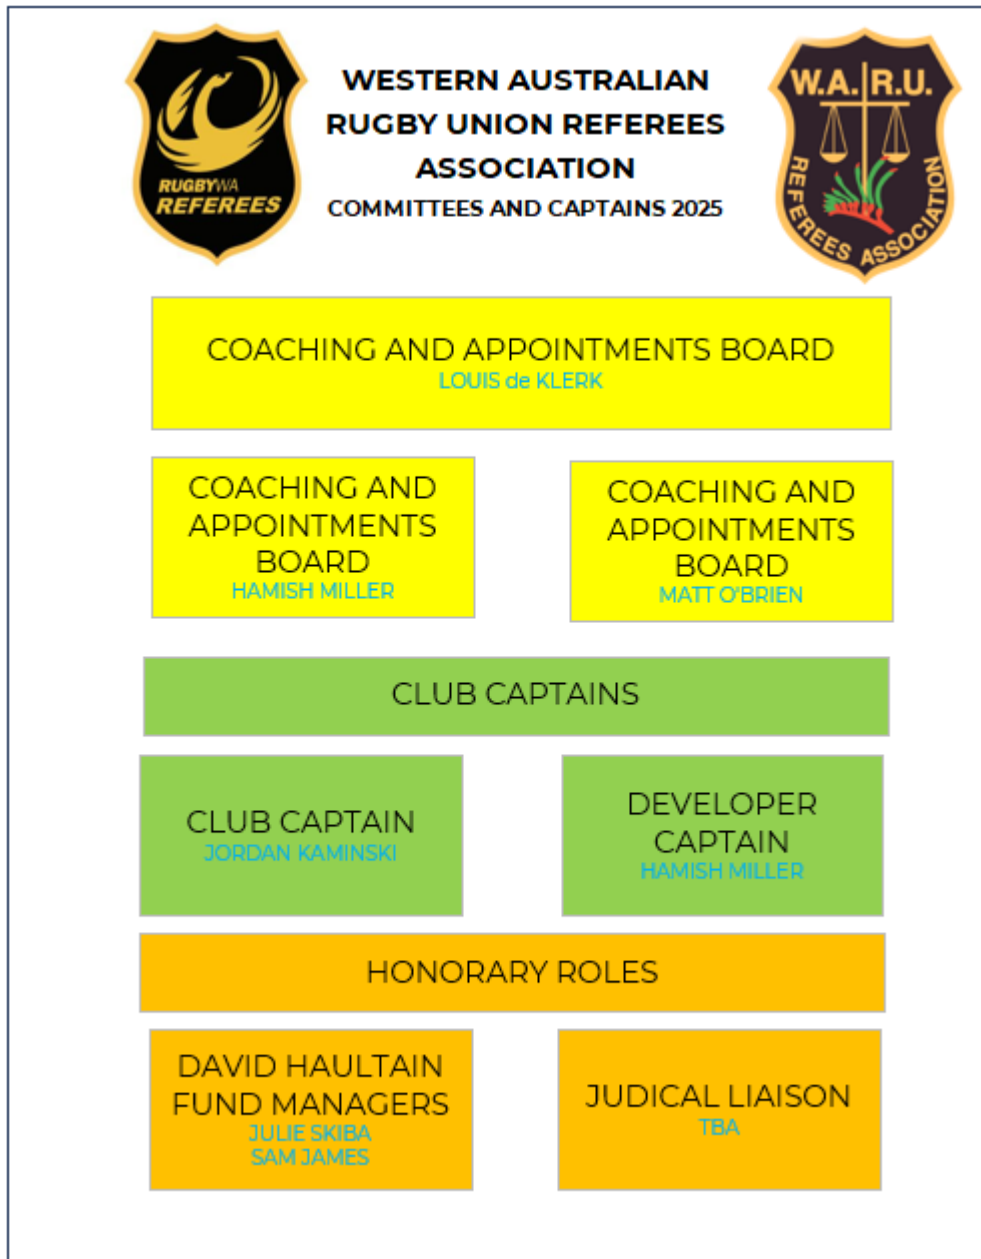 WESTERN AUSTRALIAN
RUGBY UNION REFEREES
ASSOCIATION
COMMITTEES AND CAPTAINS 2025
RUGBYWA
REFEREES
W.A. R.U.
REFEREES ASSOCIATION
COACHING AND APPOINTMENTS BOARD
LOUIS de KLERK
COACHING AND
APPOINTMENTS
BOARD
HAMISH MILLER
COACHING AND
APPOINTMENTS
BOARD
MATT O'BRIEN
CLUB CAPTAINS
CLUB CAPTAIN
JORDAN KAMINSKI
DEVELOPER
CAPTAIN
HAMISH MILLER
HONORARY ROLES
DAVID HAULTAIN
FUND MANAGERS
JULIE SKIBA
SAM JAMES
JUDICAL LIAISON
TBA